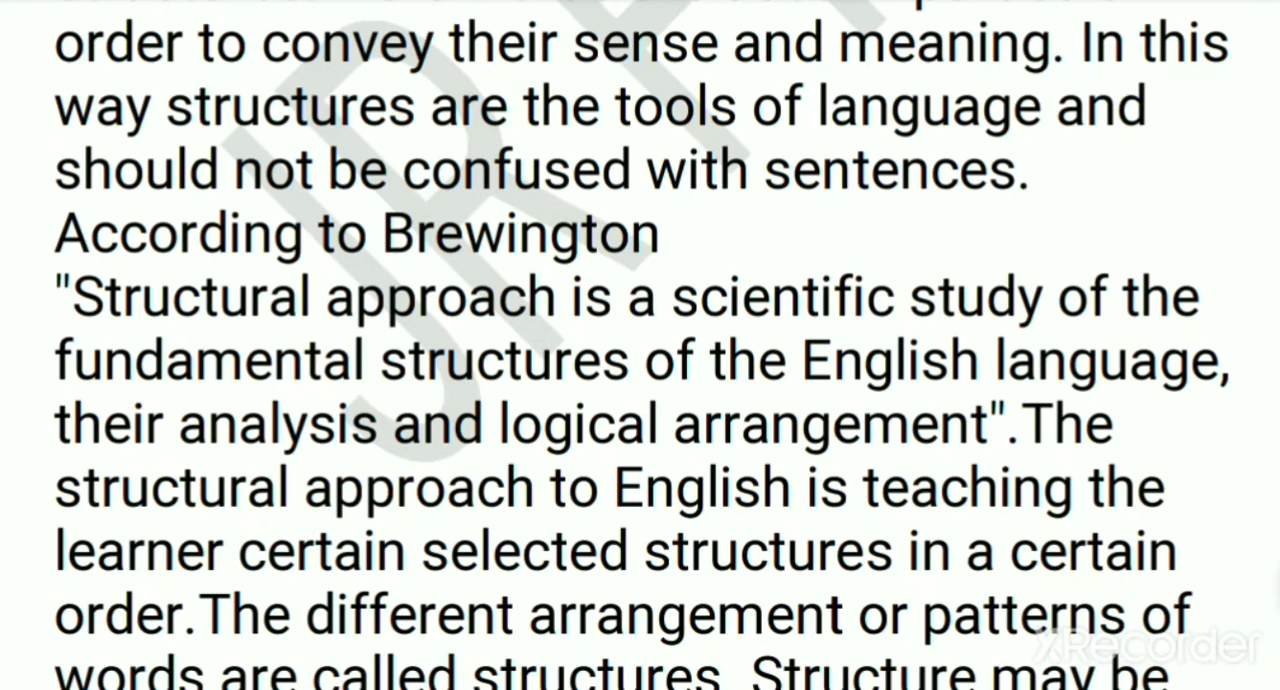 order to convey their sense and meaning. In this
way structures are the tools of language and
should not be confused with sentences.
According to Brewington
"Structural approach is a scientific study of the
fundamental structures of the English language,
their analysis and logical arrangement".The
structural approach to English is teaching the
learner certain selected structures in a certain
order.The different arrangement or patterns of
words are called structures. Structure may be
XRecorder